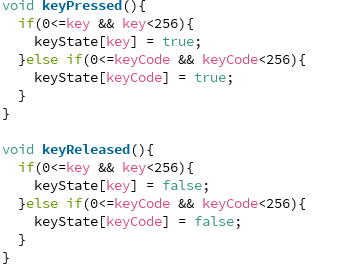 void keyPressed(){
  if(0<=key && key<256){
    keyState[key] = true;
  }else if(0<=keyCode && keyCode<256){
    keyState[keyCode] = true;
  }
}

void keyReleased(){
  if(0<=key && key<256){
    keyState[key] = false;
  }else if(0<=keyCode && keyCode<256){
    keyState[keyCode] = false;
  }
}